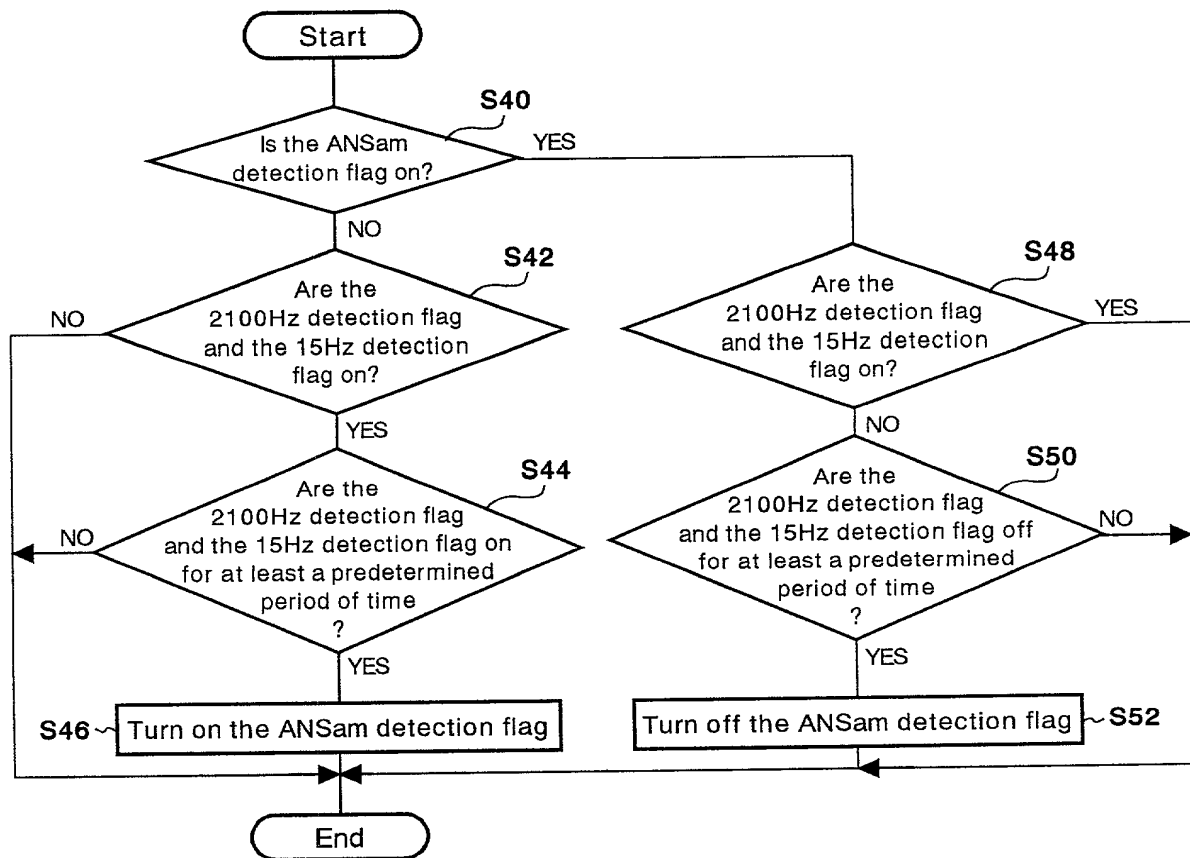 Start
S40
Is the ANSam
detection flag on?
YES
NO
S42
Are the
2100Hz detection flag
and the 15Hz detection
flag on?
NO
YES
S44
Are the
2100Hz detection flag
and the 15Hz detection flag on
for at least a predetermined
period of time
?
NO
YES
S46
Turn on the ANSam detection flag
S48
Are the
2100Hz detection flag
and the 15Hz detection
flag on?
YES
NO
S50
Are the
2100Hz detection flag
and the 15Hz detection flag off
for at least a predetermined
period of time
?
NO
YES
Turn off the ANSam detection flag
S52
End